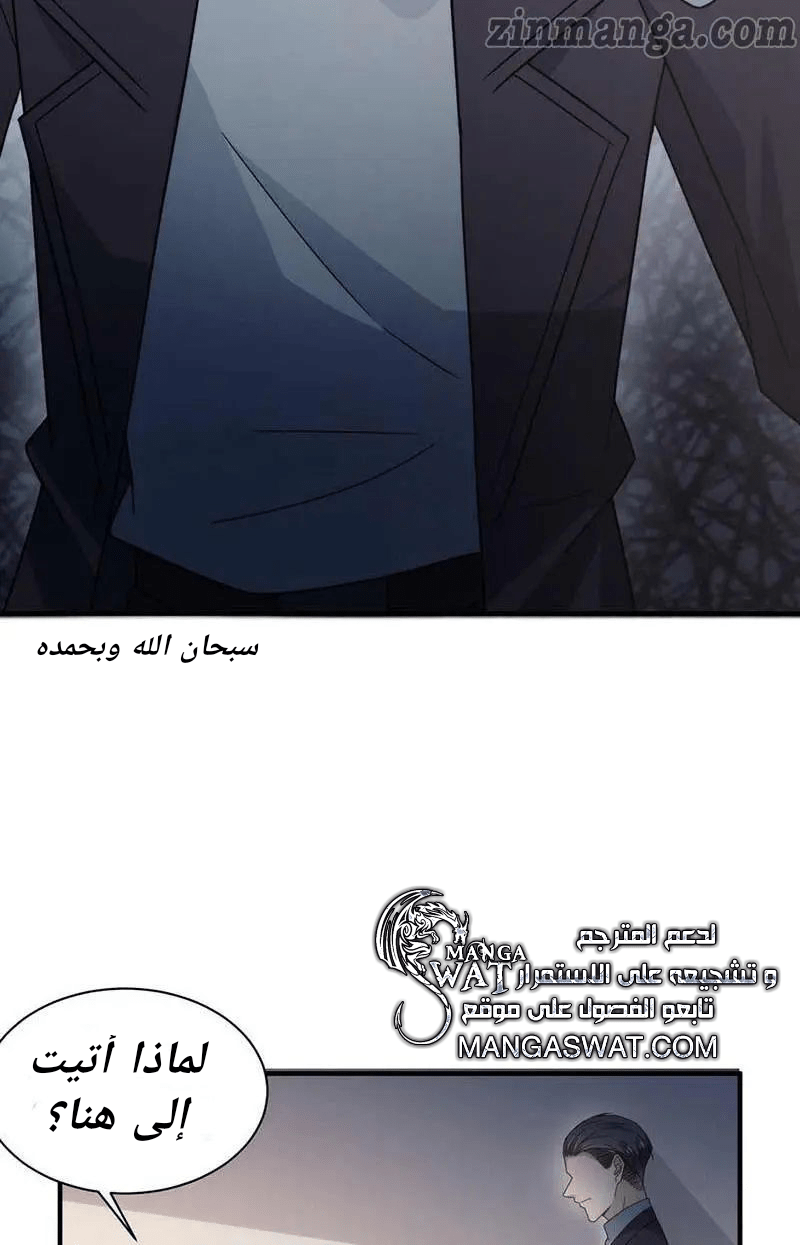 zinmanga.com
سبحان الله وبحمده
لدعم المترجم
و تشجيعه على الاستمرار
تابعو الفصول على موقع
MANGASWAT.COM
MANGA
SWAT
لماذا أتيت
إلى هنا؟